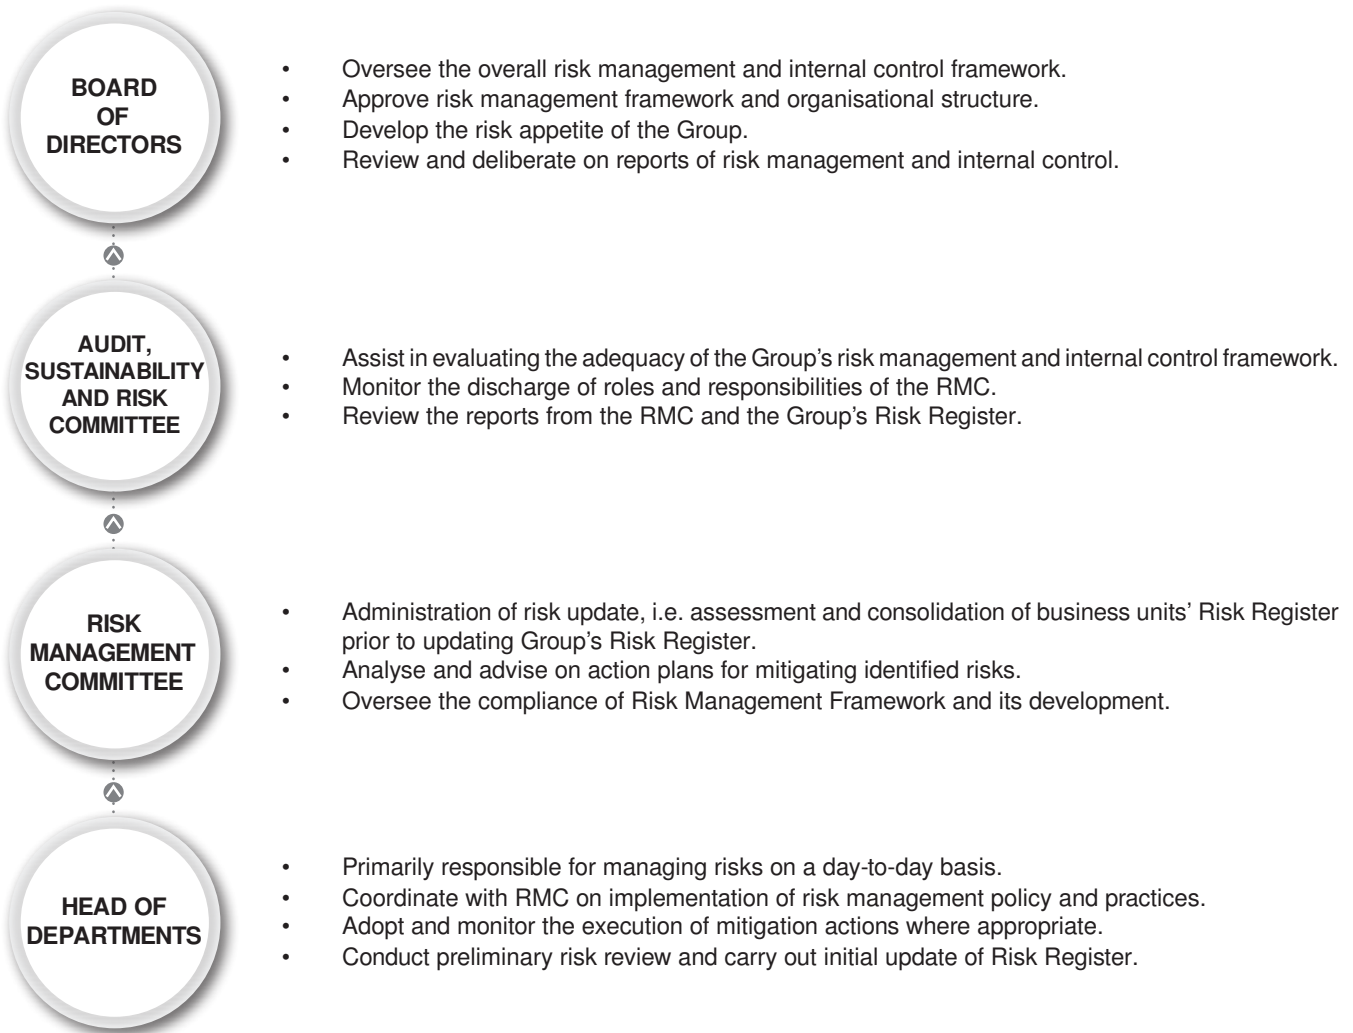 BOARD
OF
DIRECTORS
• Oversee the overall risk management and internal control framework.
• Approve risk management framework and organisational structure.
• Develop the risk appetite of the Group.
• Review and deliberate on reports of risk management and internal control.
AUDIT,
SUSTAINABILITY
AND RISK
COMMITTEE
• Assist in evaluating the adequacy of the Group’s risk management and internal control framework.
• Monitor the discharge of roles and responsibilities of the RMC.
• Review the reports from the RMC and the Group’s Risk Register.
RISK
MANAGEMENT
COMMITTEE
• Administration of risk update, i.e. assessment and consolidation of business units’ Risk Register
prior to updating Group’s Risk Register.
• Analyse and advise on action plans for mitigating identified risks.
• Oversee the compliance of Risk Management Framework and its development.
HEAD OF
DEPARTMENTS
• Primarily responsible for managing risks on a day-to-day basis.
• Coordinate with RMC on implementation of risk management policy and practices.
• Adopt and monitor the execution of mitigation actions where appropriate.
• Conduct preliminary risk review and carry out initial update of Risk Register.